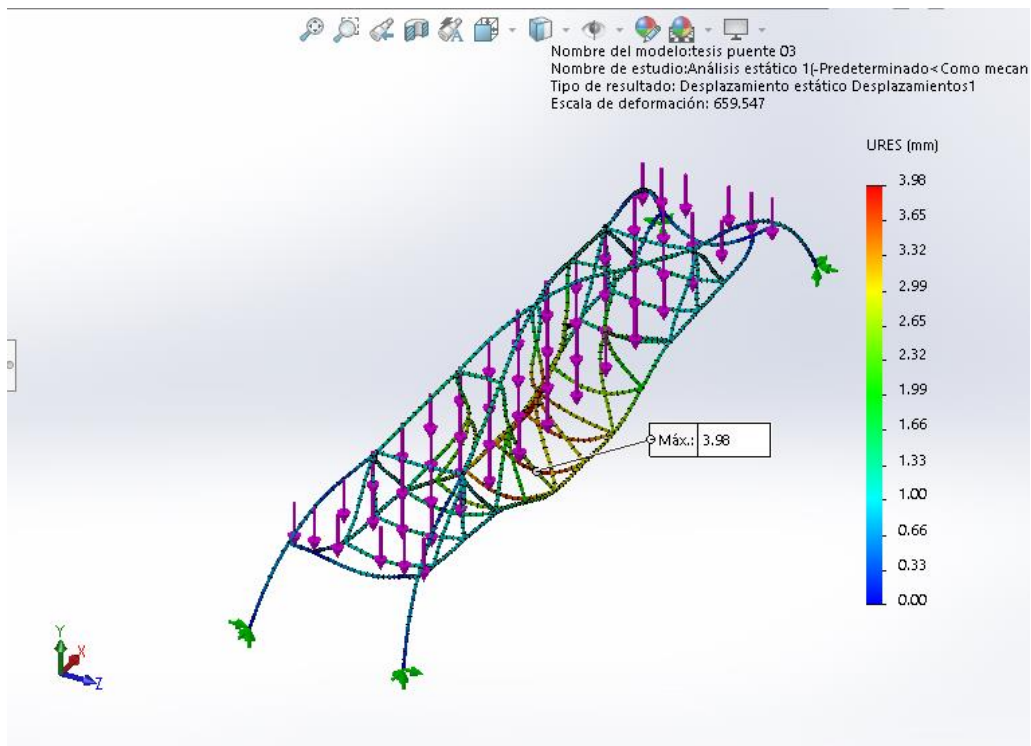 Nombre del modelo:tesis puente 03
Nombre de estudio:Análisis estático 1(-Predeterminado<Como mecan
Tipo de resultado: Desplazamiento estático Desplazamientos1
Escala de deformación: 659.547
URES (mm)
3.98
3.65
3.32
2.99
2.65
2.32
1.99
1.66
1.33
1.00
0.66
0.33
0.00
Máx.: 3.98
Y
X
Z